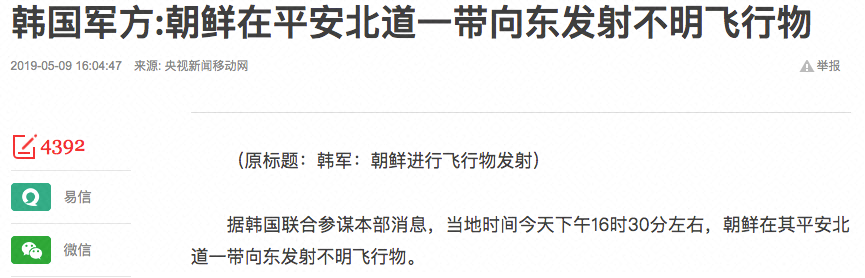 韩国军方:朝鲜在平安北道一带向东发射不明飞行物
2019-05-09 16:04:47 来源: 央视新闻移动网 举报
4392
(原标题：韩军：朝鲜进行飞行物发射)
易信
据韩国联合参谋本部消息，当地时间今天下午16时30分左右，朝鲜在其平安北
微信
道一带向东发射不明飞行物。